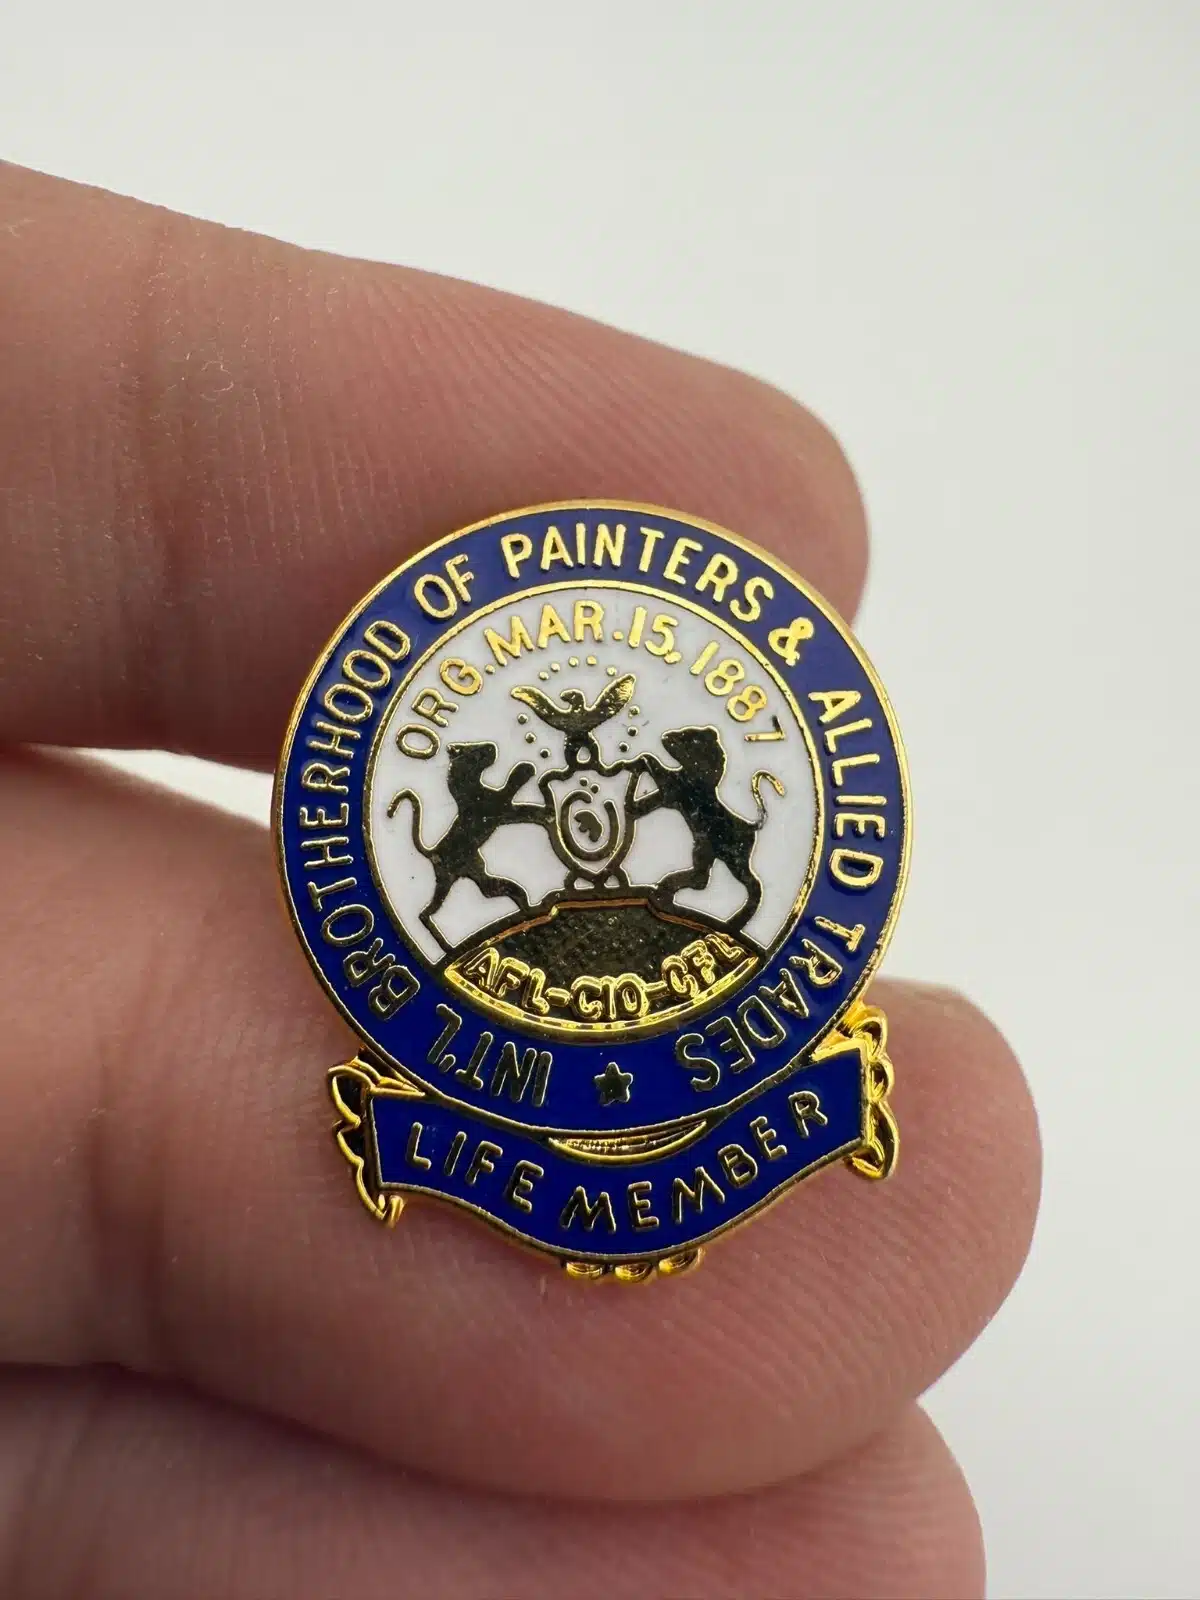 INT'L BROTHERHOOD OF PAINTERS & ALLIED TRADES
ORG. MAR. 15, 1887
AFL-CIO-CFL
LIFE MEMBER